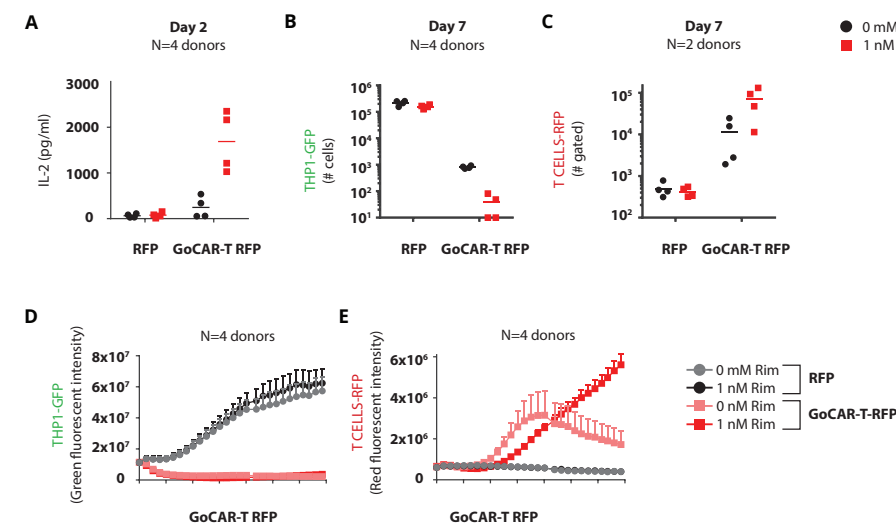 A
Day 2
N=4 donors
IL-2 (pg/ml)
3000
2000
1000
0
RFP
GoCAR-T RFP
B
Day 7
N=4 donors
THP1-GFP
(# cells)
10⁶
10⁵
10⁴
10³
10²
10¹
RFP
GoCAR-T RFP
C
Day 7
N=2 donors
T CELLS-RFP
(# gated)
10⁵
10⁴
10³
10²
RFP
GoCAR-T RFP
0 mM
1 nM
D
N=4 donors
THP1-GFP
(Green fluorescent intensity)
8x10⁷
6x10⁷
4x10⁷
2x10⁷
0
GoCAR-T RFP
E
N=4 donors
T CELLS-RFP
(Red fluorescent intensity)
6x10⁶
4x10⁶
2x10⁶
0
GoCAR-T RFP
0 mM Rim
1 nM Rim
RFP
0 nM Rim
1 nM Rim
GoCAR-T-RFP